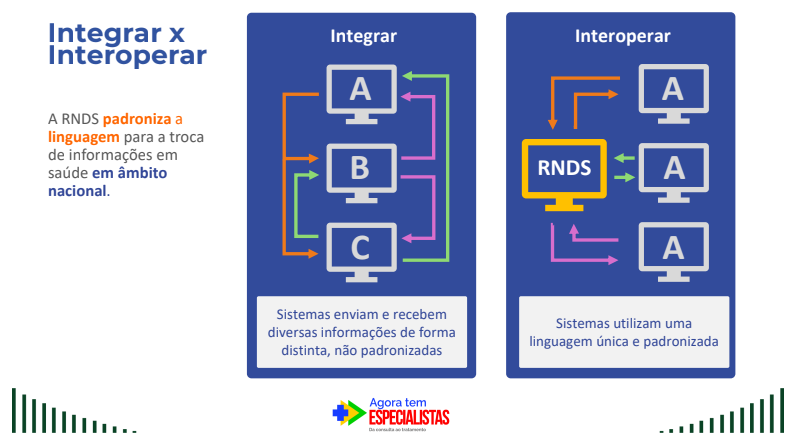 Integrar x
Interoperar
A RNDS padroniza a
linguagem para a troca
de informações em
saúde em âmbito
nacional.
Integrar
A
B
C
Sistemas enviam e recebem
diversas informações de forma
distinta, não padronizadas
Interoperar
A
RNDS
A
A
Sistemas utilizam uma
linguagem única e padronizada
Agora tem
ESPECIALISTAS
Da consulta ao tratamento